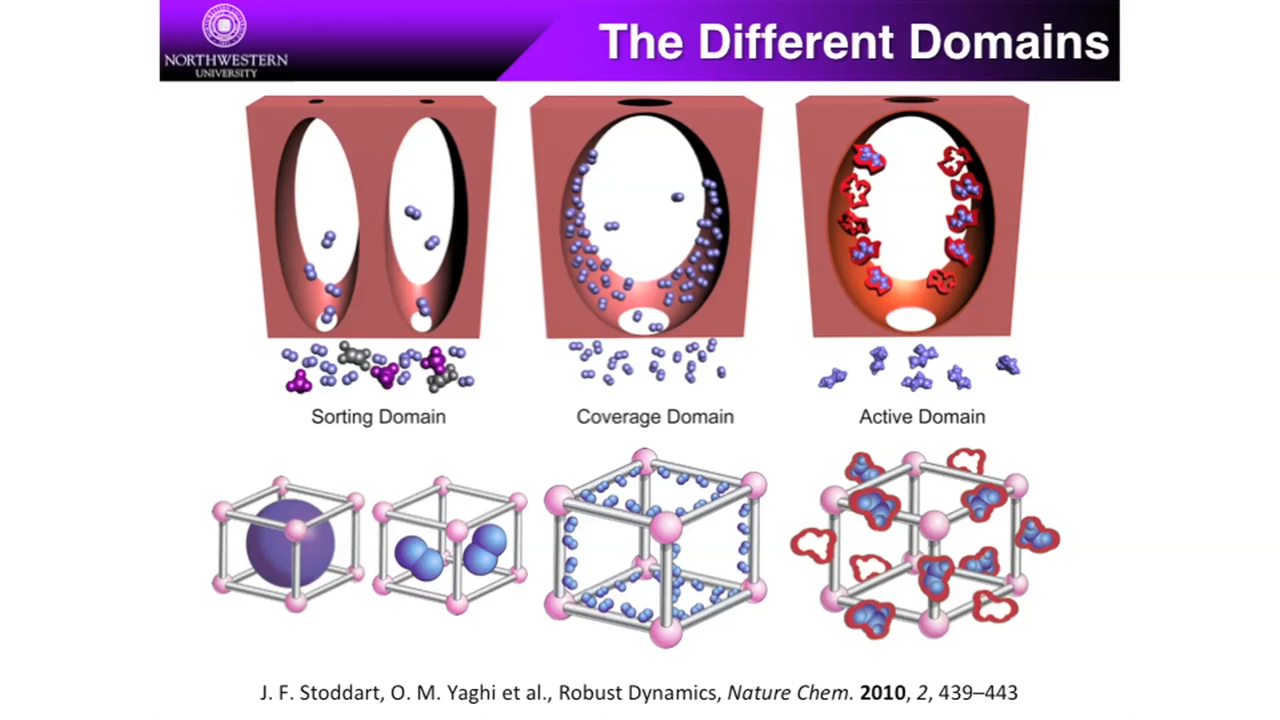 NORTHWESTERN
UNIVERSITY
The Different Domains
Sorting Domain
Coverage Domain
Active Domain
J. F. Stoddart, O. M. Yaghi et al., Robust Dynamics, Nature Chem. 2010, 2, 439–443